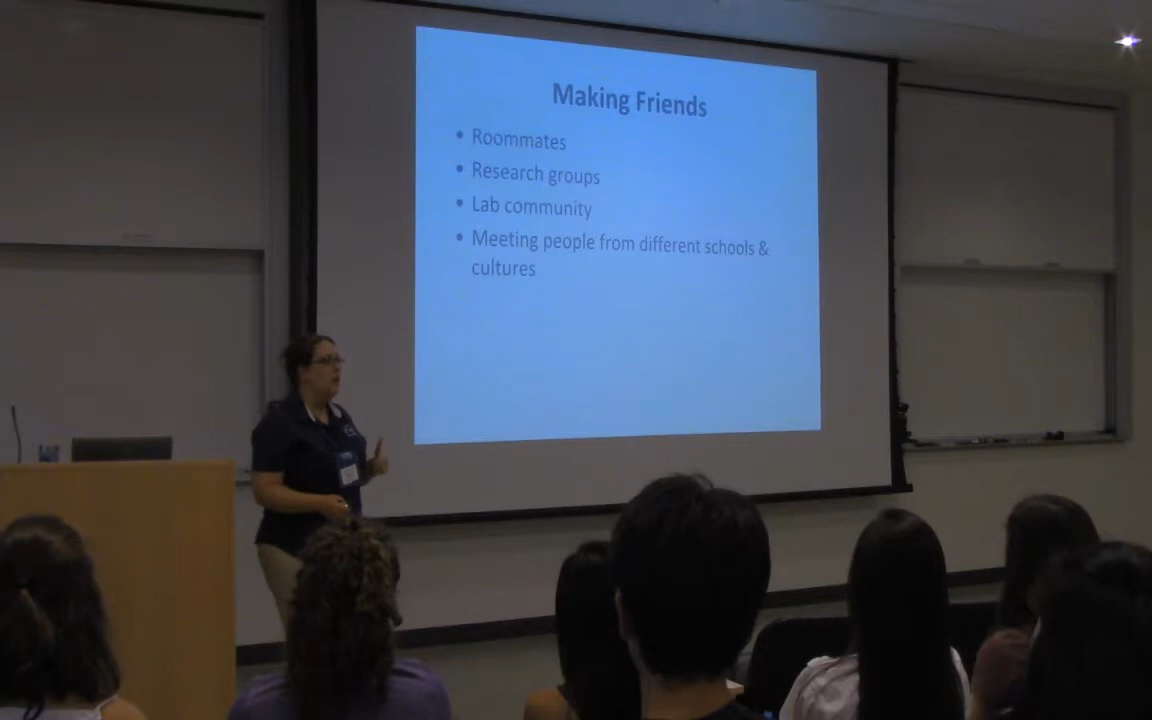 Making Friends
• Roommates
• Research groups
• Lab community
• Meeting people from different schools &
cultures